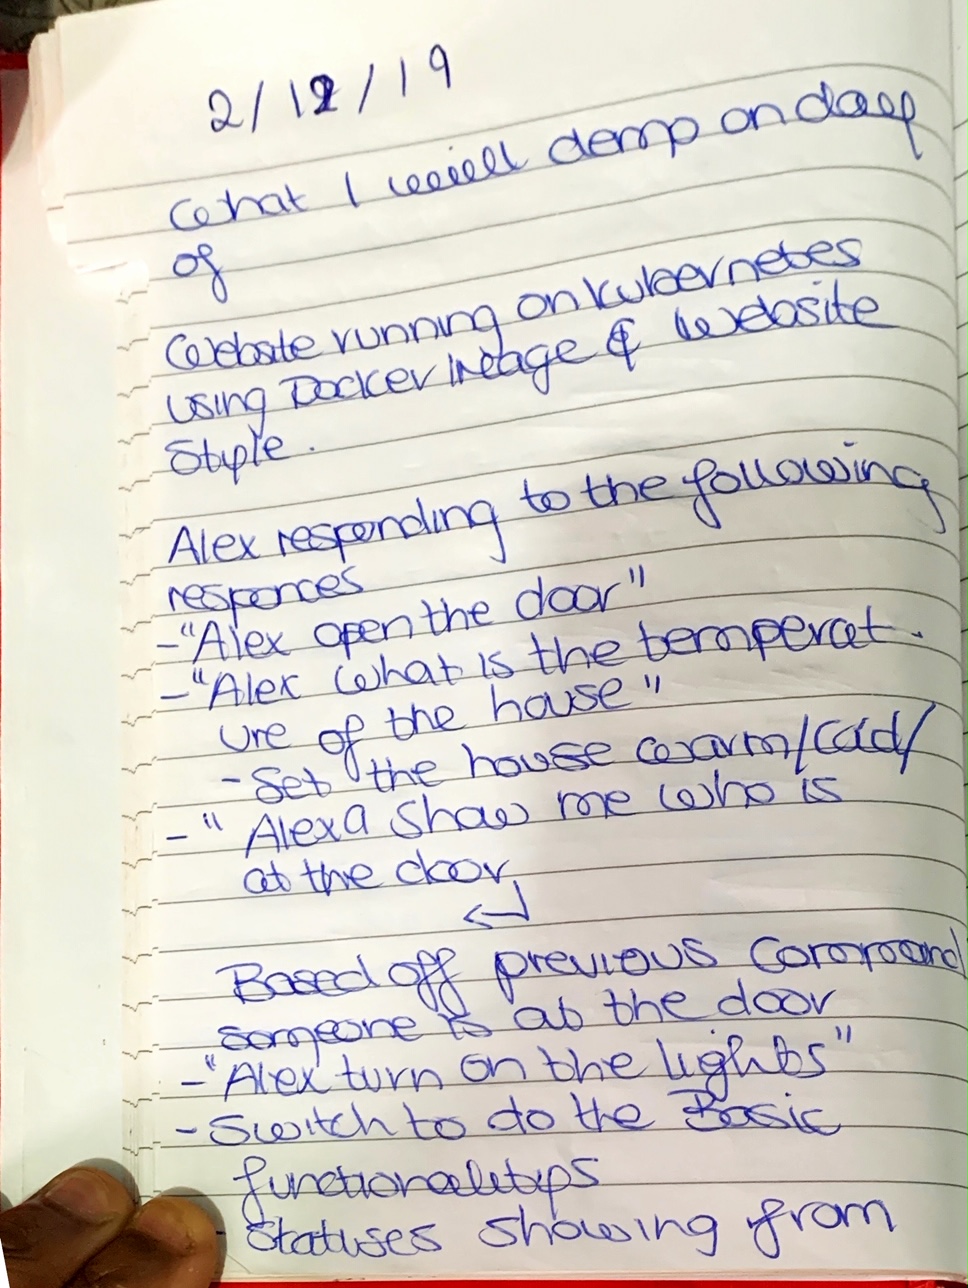 2/12/19
What I will demo on day
of
Website running on kubernetes
using Docker Image & Website
Style.
Alex responding to the following
responces
- "Alex open the door"
- "Alex what is the temperat-
ure of the house"
- Set the house warm/cold/
- " Alexa show me who is
at the door
Based off previous command
someone is at the door
- "Alex turn on the lights"
- Switch to do the Basic
functionalitys
- Statuses showing from